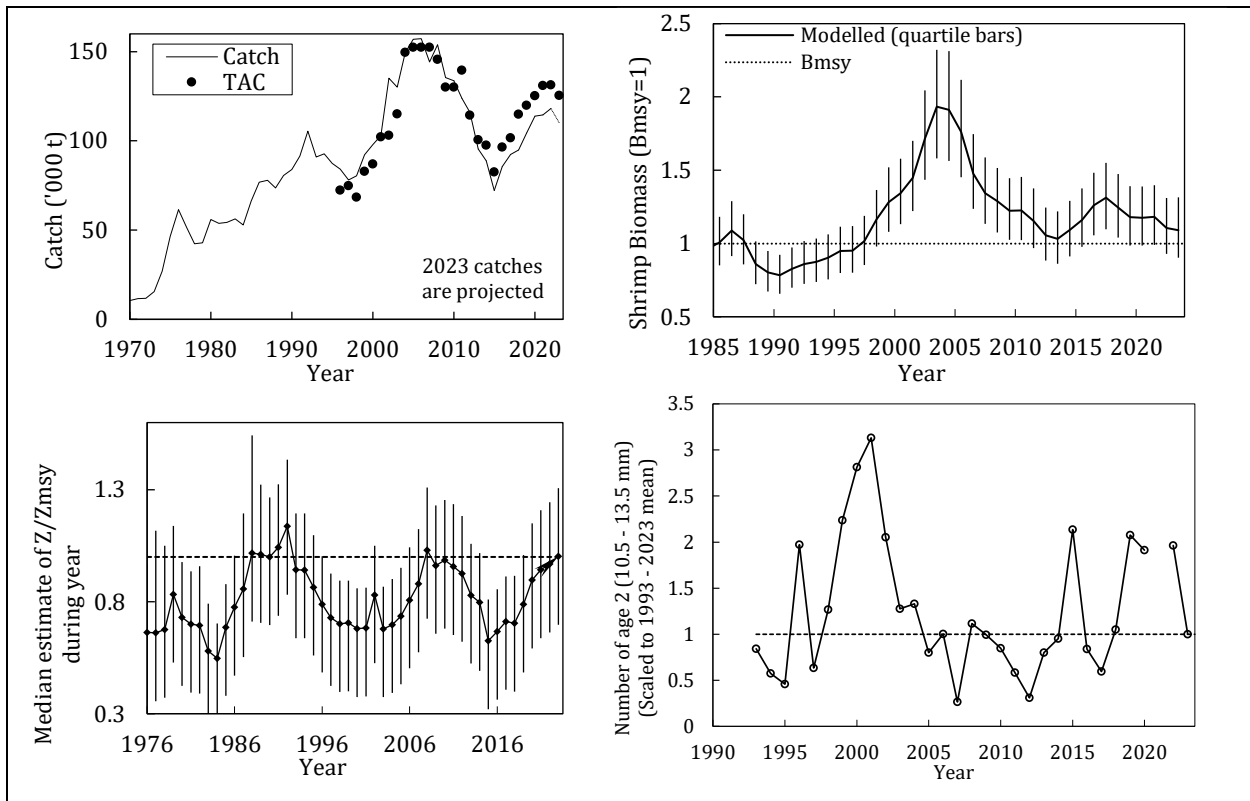 Catch
TAC
150
100
50
0
Catch ('000 t)
2023 catches
are projected
1970 1980 1990 2000 2010 2020
Year
Modelled (quartile bars)
Bmsy
2.5
2
1.5
1
0.5
Shrimp Biomass (Bmsy=1)
1985 1990 1995 2000 2005 2010 2015 2020
Year
1.3
0.8
0.3
Median estimate of Z/Zmsy
during year
1976 1986 1996 2006 2016
Year
3.5
3
2.5
2
1.5
1
0.5
0
Number of age 2 (10.5 - 13.5 mm)
(Scaled to 1993 - 2023 mean)
1990 1995 2000 2005 2010 2015 2020
Year